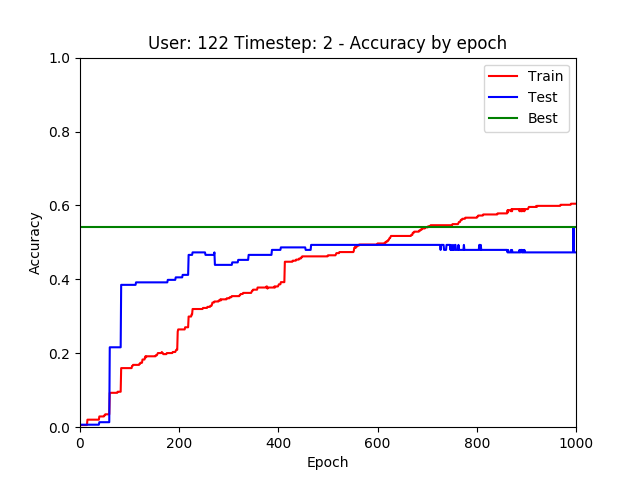 User: 122 Timestep: 2 - Accuracy by epoch
1.0
0.8
0.6
0.4
0.2
0.0
Accuracy
Train
Test
Best
0 200 400 600 800 1000
Epoch